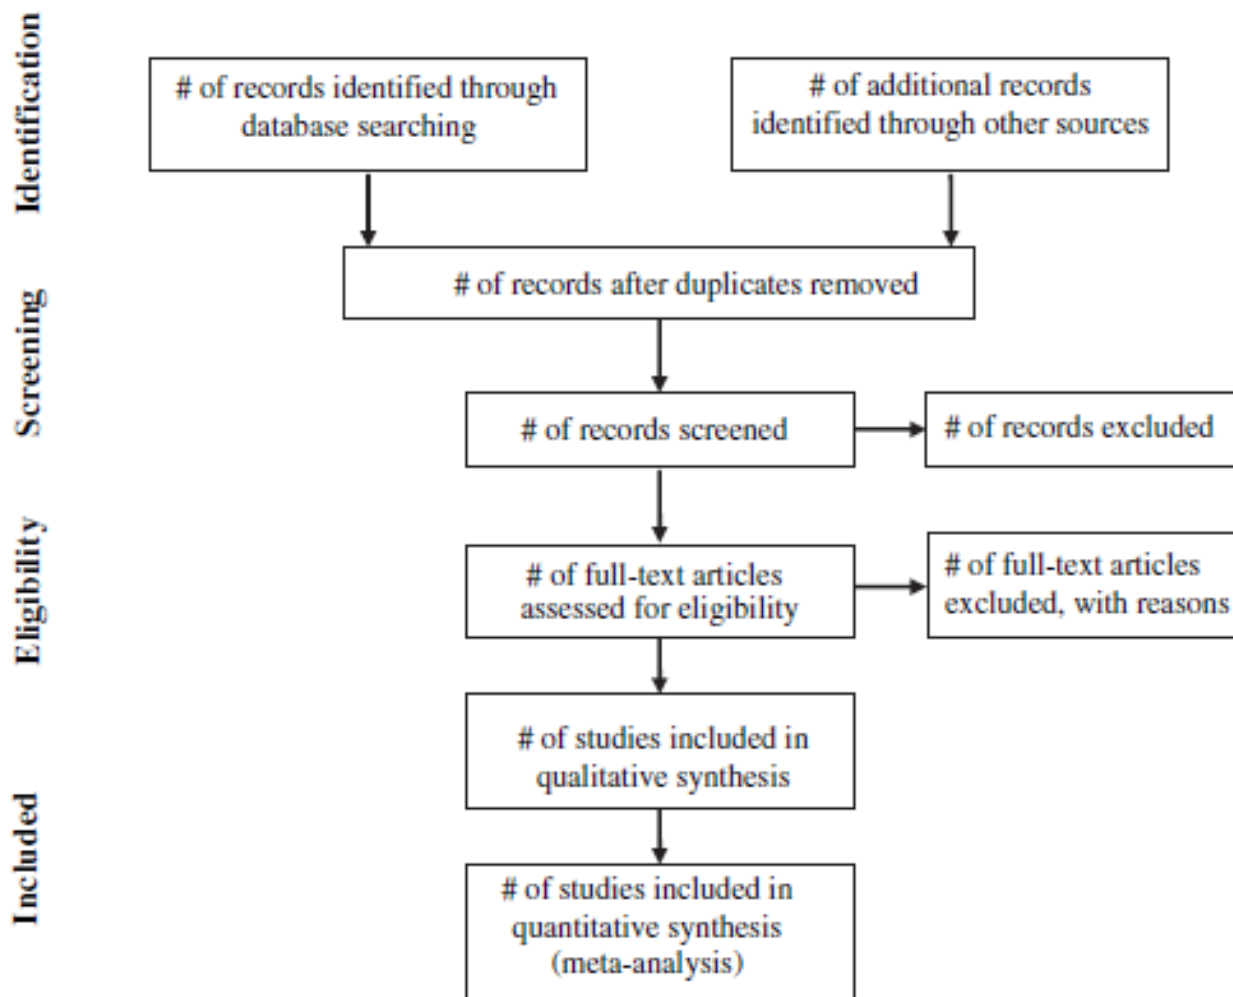 Identification
# of records identified through
database searching
# of additional records
identified through other sources
# of records after duplicates removed
Screening
# of records screened
# of records excluded
Eligibility
# of full-text articles
assessed for eligibility
# of full-text articles
excluded, with reasons
# of studies included in
qualitative synthesis
Included
# of studies included in
quantitative synthesis
(meta-analysis)